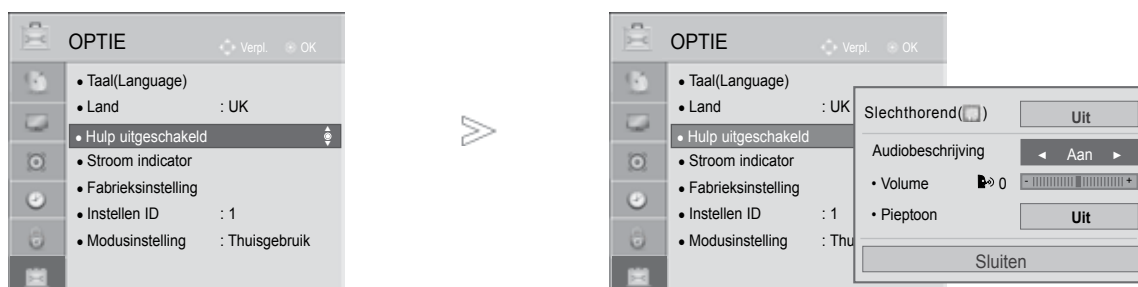 OPTIE Verpl. OK
• Taal(Language)
• Land : UK
• Hulp uitgeschakeld
• Stroom indicator
• Fabrieksinstelling
• Instellen ID : 1
• Modusinstelling : Thuisgebruik
OPTIE Verpl. OK
• Taal(Language)
• Land : UK
• Hulp uitgeschakeld
• Stroom indicator
• Fabrieksinstelling
• Instellen ID : 1
• Modusinstelling : Thu
Slechthorend( ) Uit
Audiobeschrijving ◄ Aan ►
• Volume 0 - +
• Pieptoon Uit
Sluiten